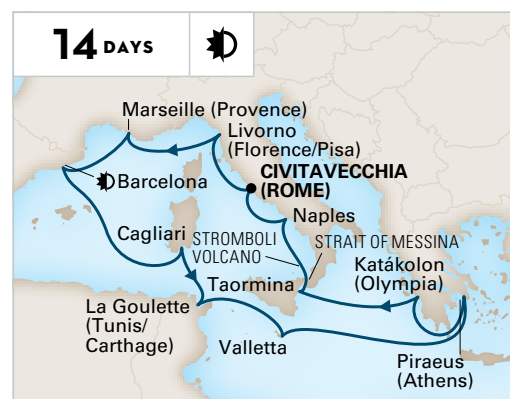 14 DAYS
Marseille (Provence)
Livorno
(Florence/Pisa)
CIVITAVECCHIA
(ROME)
Barcelona
Naples
Cagliari
STROMBOLI
VOLCANO
STRAIT OF MESSINA
Katákolon
(Olympia)
Taormina
La Goulette
(Tunis/
Carthage)
Valletta
Piraeus
(Athens)